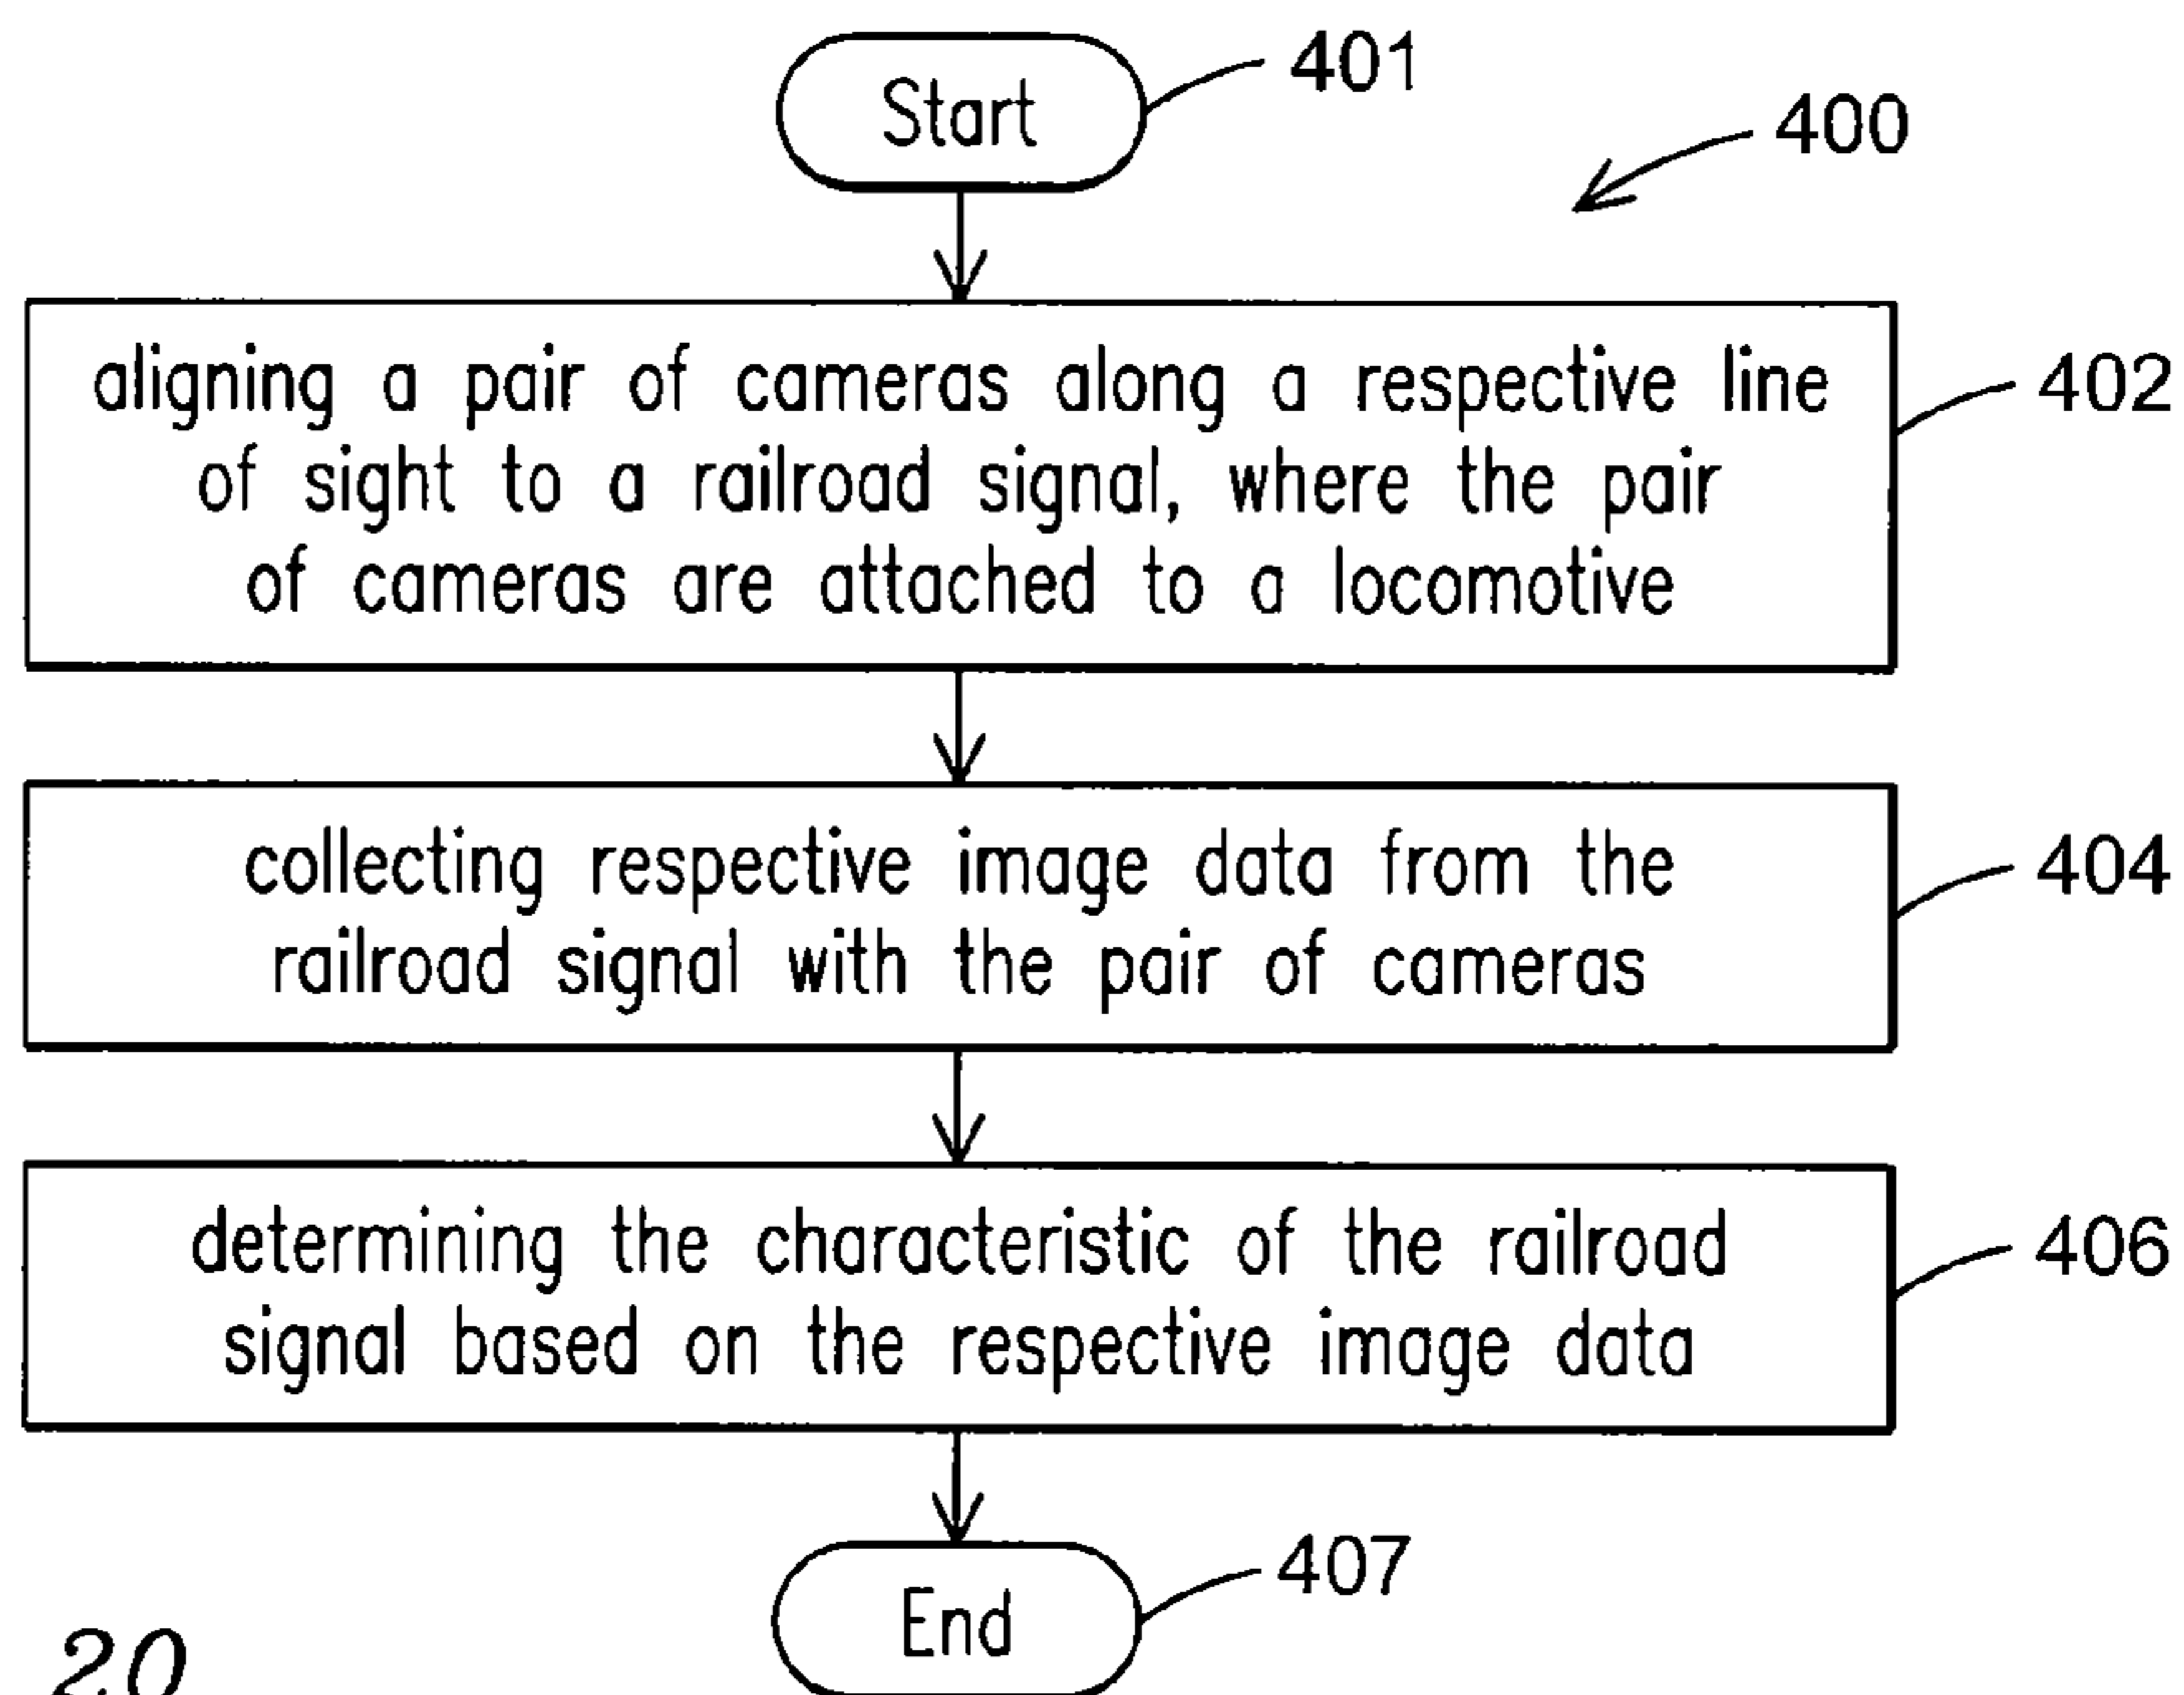 Start
401
400
aligning a pair of cameras along a respective line
of sight to a railroad signal, where the pair
of cameras are attached to a locomotive
402
collecting respective image data from the
railroad signal with the pair of cameras
404
determining the characteristic of the railroad
signal based on the respective image data
406
End
407
20